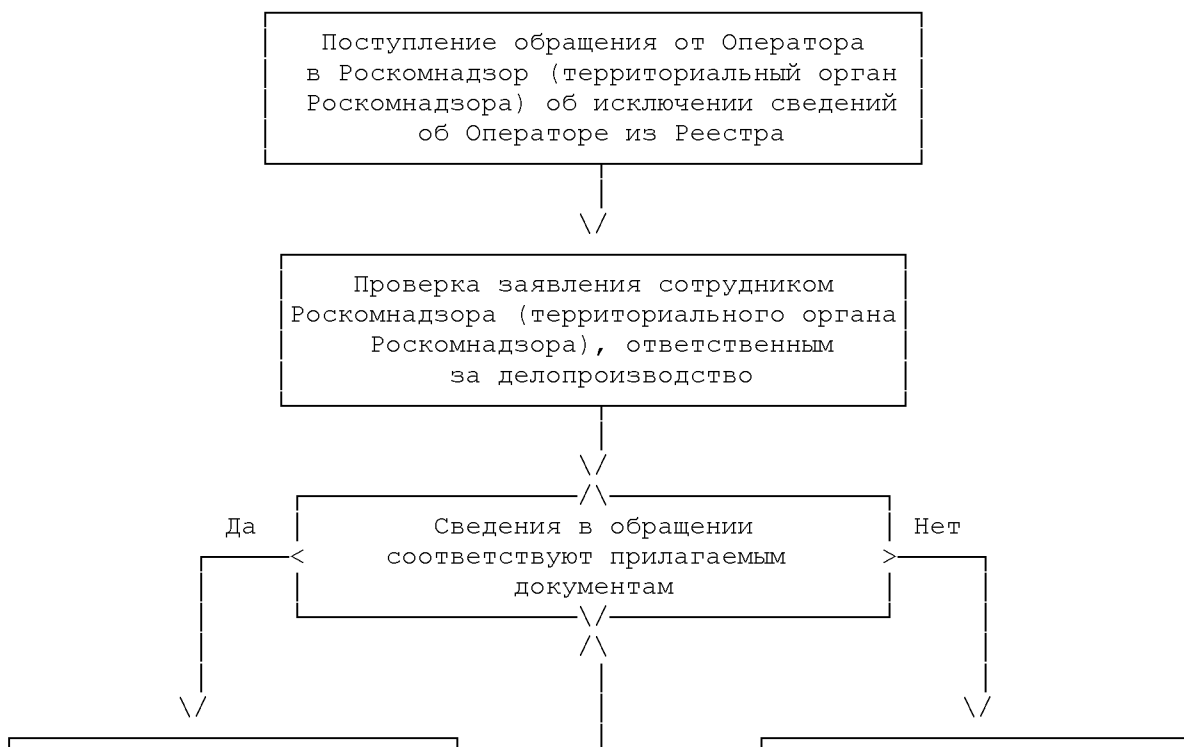 Поступление обращения от Оператора
в Роскомнадзор (территориальный орган
Роскомнадзора) об исключении сведений
об Операторе из Реестра
Проверка заявления сотрудником
Роскомнадзора (территориального органа
Роскомнадзора), ответственным
за делопроизводство
Да
Сведения в обращении
соответствуют прилагаемым
документам
Нет